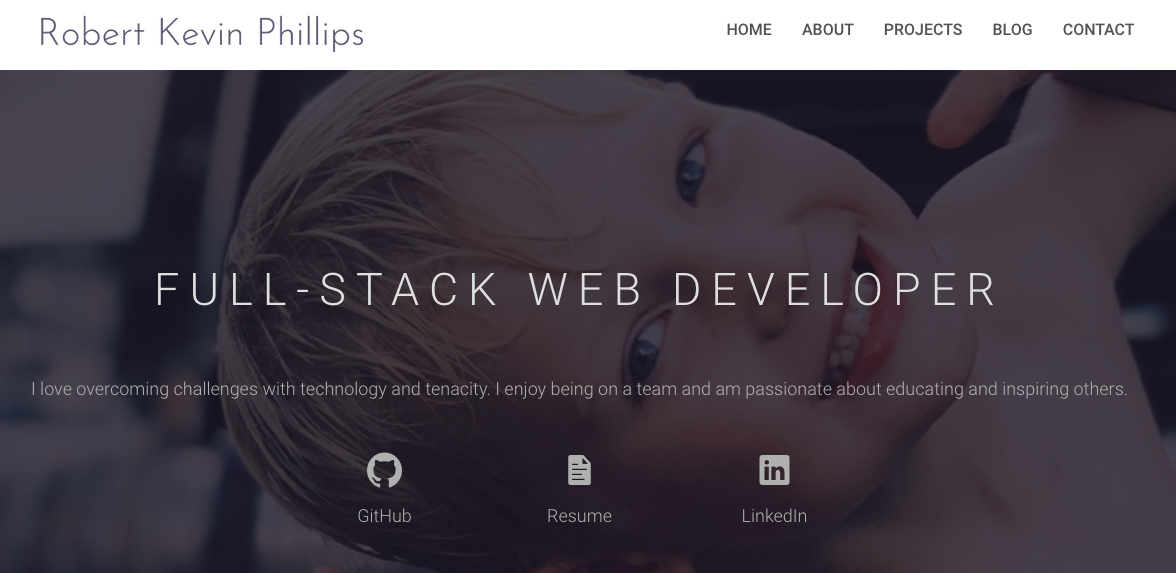 Robert Kevin Phillips
HOME ABOUT PROJECTS BLOG CONTACT
FULL-STACK WEB DEVELOPER
I love overcoming challenges with technology and tenacity. I enjoy being on a team and am passionate about educating and inspiring others.
GitHub Resume LinkedIn